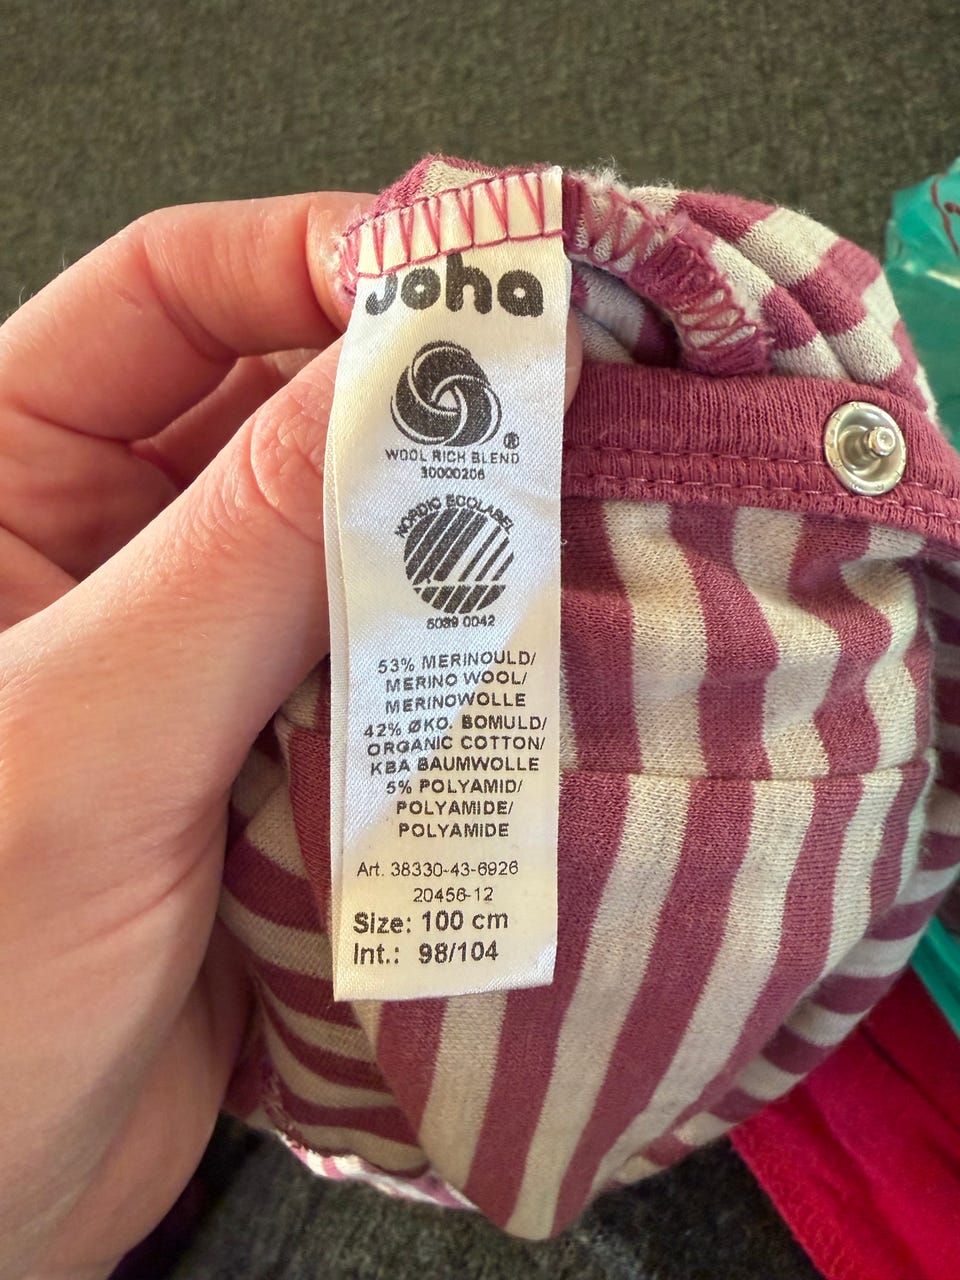 Joha
®
WOOL RICH BLEND
30000206
NORDIC ECOLABEL
5089 0042
53% MERINOULD/
MERINO WOOL/
MERINOWOLLE
42% ØKO. BOMULD/
ORGANIC COTTON/
KBA BAUMWOLLE
5% POLYAMID/
POLYAMIDE/
POLYAMIDE
Art. 38330-43-6926
20456-12
Size: 100 cm
Int.: 98/104